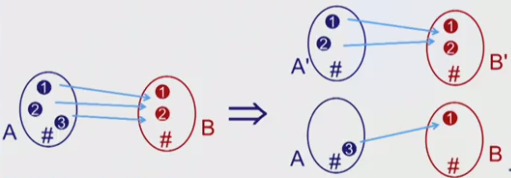 1 1
2 2
A' # # B'
1 1
2 2
3
A # # B ⇒
1
3
A # # B .